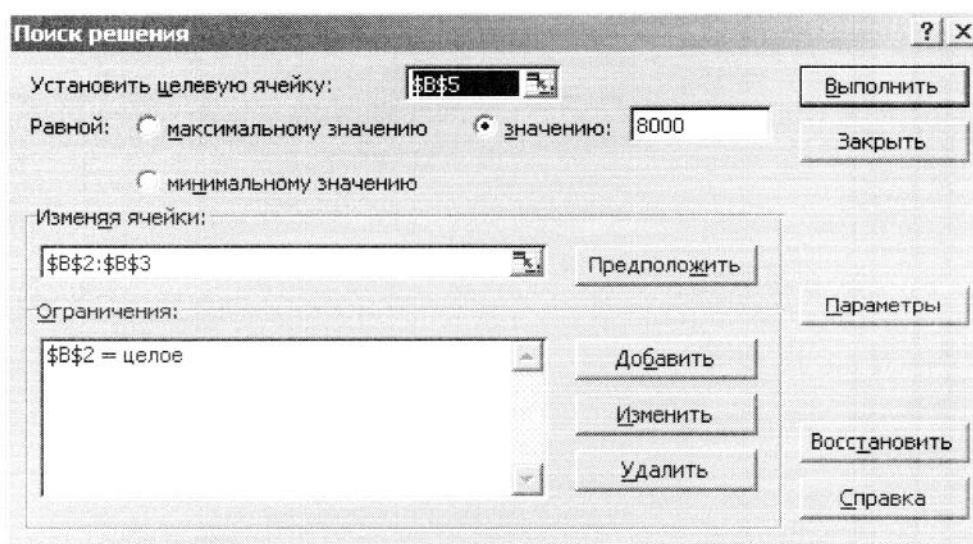 Поиск решения ? X
Установить целевую ячейку: $B$5 Выполнить
Равной: максимальному значению значению: 8000 Закрыть
минимальному значению
Изменяя ячейки:
$B$2:$B$3 Предположить
Ограничения: Параметры
$B$2 = целое Добавить
Изменить
Восстановить
Удалить
Справка